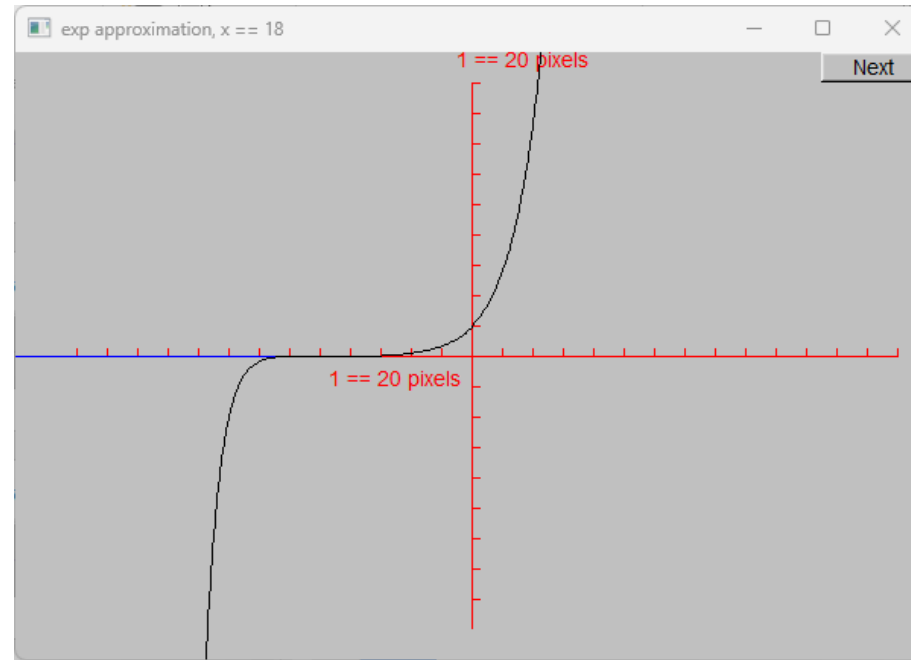 exp approximation, x == 18
1 == 20 pixels
Next
1 == 20 pixels